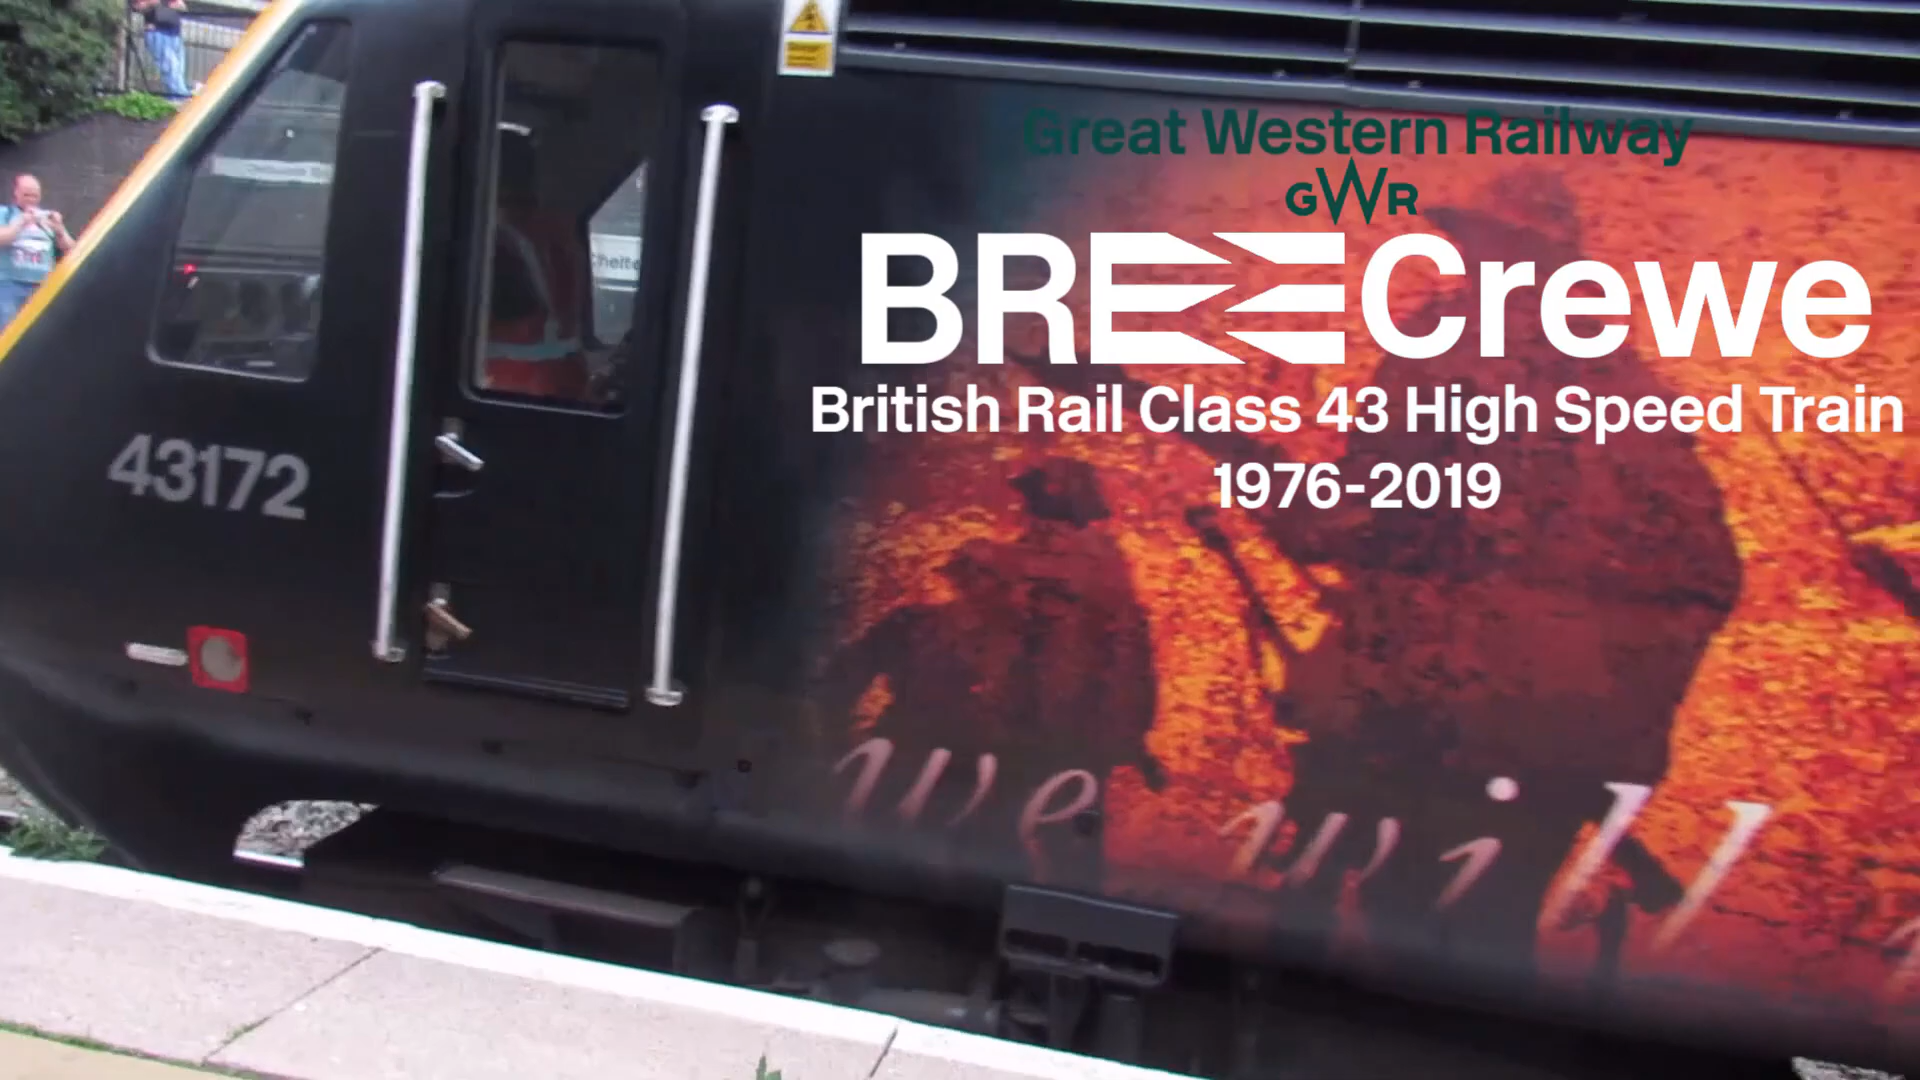 Great Western Railway
GWR
BR Crewe
British Rail Class 43 High Speed Train
1976-2019
43172
we will